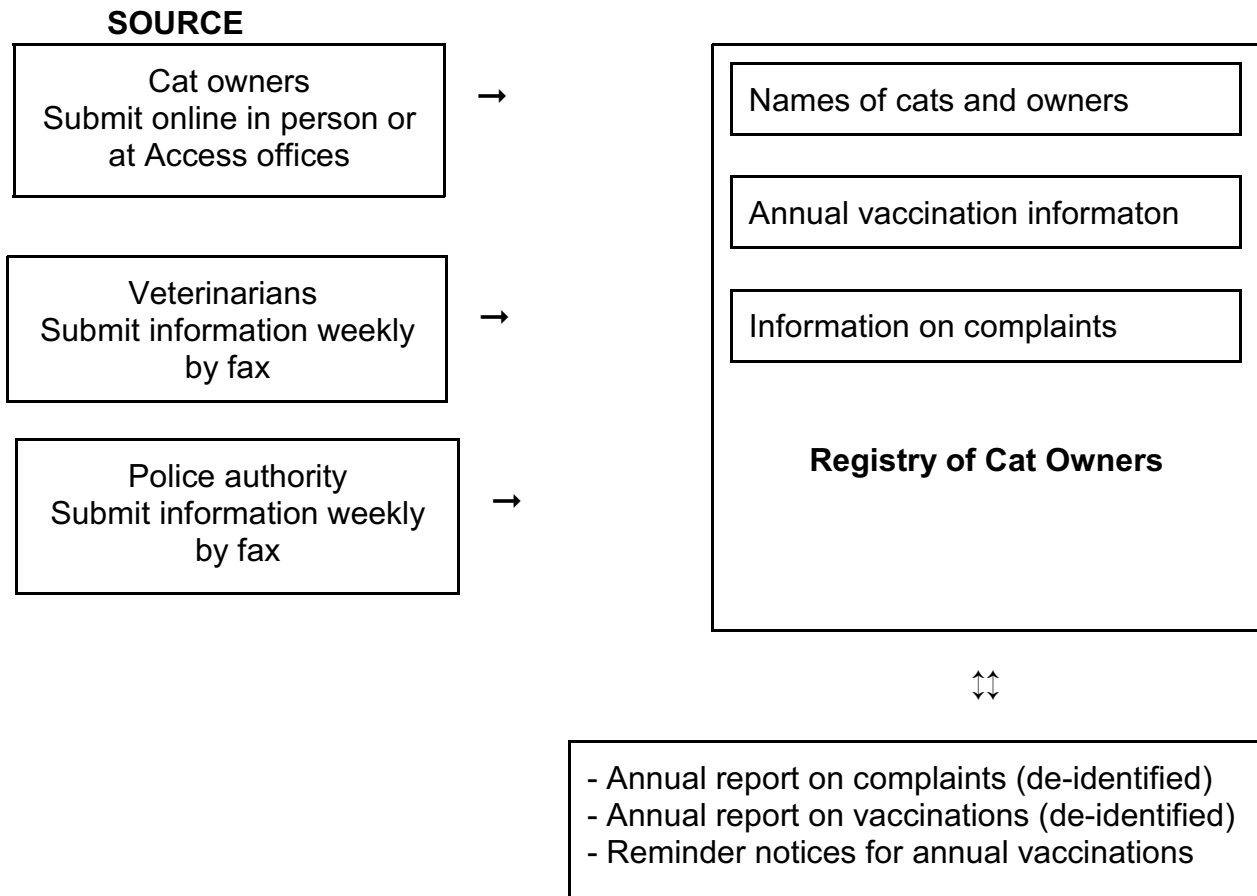 SOURCE
Cat owners
Submit online in person or
at Access offices
→
Veterinarians
Submit information weekly
by fax
→
Police authority
Submit information weekly
by fax
→
Names of cats and owners
Annual vaccination informaton
Information on complaints
Registry of Cat Owners
↕↕
- Annual report on complaints (de-identified)
- Annual report on vaccinations (de-identified)
- Reminder notices for annual vaccinations